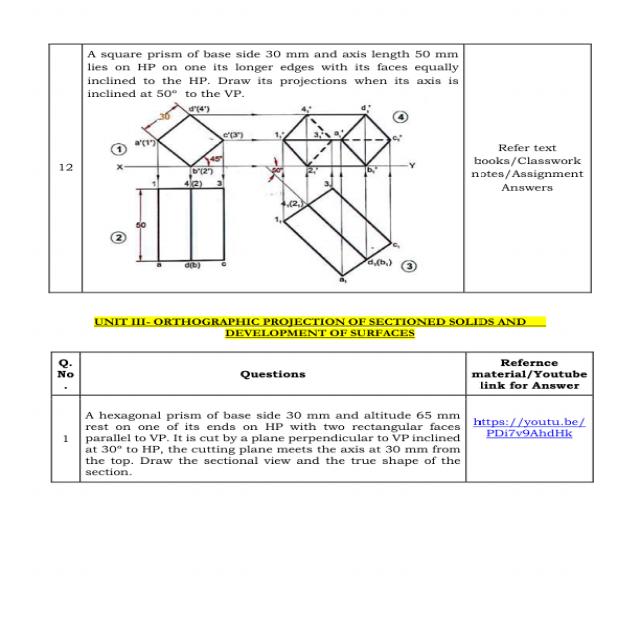 A square prism of base side 30 mm and axis length 50 mm
lies on HP on one its longer edges with its faces equally
inclined to the HP. Draw its projections when its axis is
inclined at 50° to the VP.
12
Refer text
books/Classwork
notes/Assignment
Answers
d'(4')
30
a'(1')
c'(3')
1
45°
X
b'(2')
1 4(2) 3
50
2
a d(b) c
4₁' d₁'
4
1₁' 3₁' a₁' c₁'
Y
50°
2₁' b₁'
3₁
4₁(2₁)
1₁
c₁
d₁(b₁)
3
a₁
UNIT III- ORTHOGRAPHIC PROJECTION OF SECTIONED SOLIDS AND
DEVELOPMENT OF SURFACES
Q.
No
.
Questions
Refernce
material/Youtube
link for Answer
1
A hexagonal prism of base side 30 mm and altitude 65 mm
rest on one of its ends on HP with two rectangular faces
parallel to VP. It is cut by a plane perpendicular to VP inclined
at 30° to HP, the cutting plane meets the axis at 30 mm from
the top. Draw the sectional view and the true shape of the
section.
https://youtu.be/
PDi7v9AhdHk